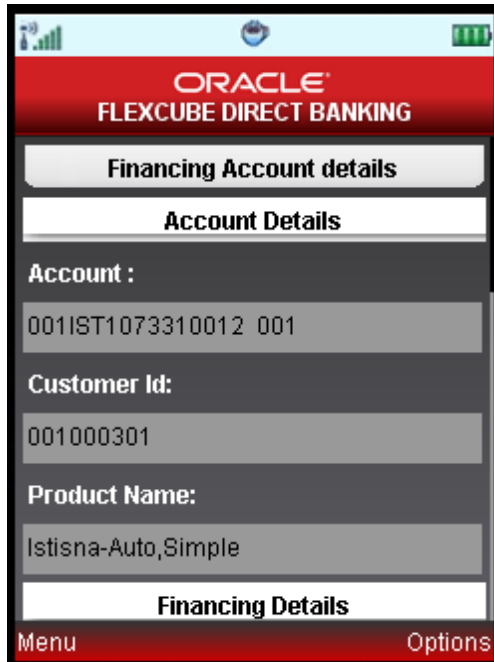 ORACLE
FLEXCUBE DIRECT BANKING
Financing Account details
Account Details
Account :
001IST1073310012 001
Customer Id:
001000301
Product Name:
Istisna-Auto,Simple
Financing Details
Menu Options